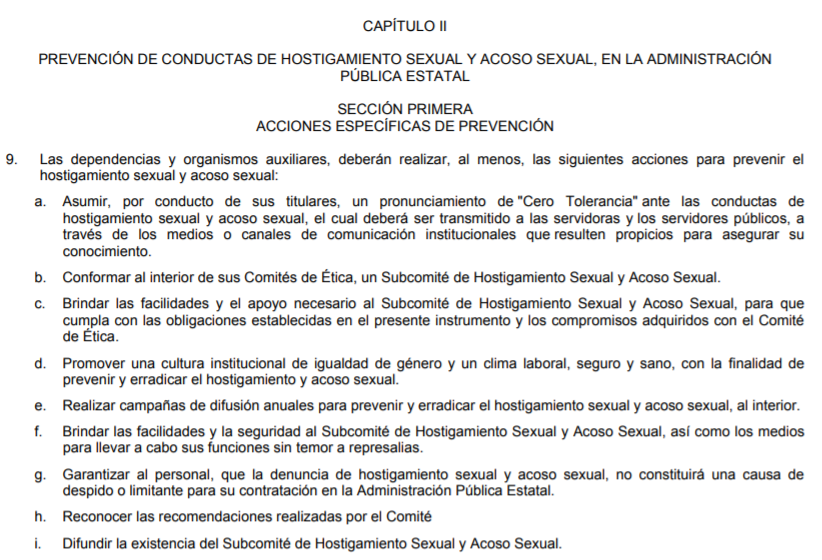 CAPÍTULO II
PREVENCIÓN DE CONDUCTAS DE HOSTIGAMIENTO SEXUAL Y ACOSO SEXUAL, EN LA ADMINISTRACIÓN
PÚBLICA ESTATAL
SECCIÓN PRIMERA
ACCIONES ESPECÍFICAS DE PREVENCIÓN
9. Las dependencias y organismos auxiliares, deberán realizar, al menos, las siguientes acciones para prevenir el
hostigamiento sexual y acoso sexual:
a. Asumir, por conducto de sus titulares, un pronunciamiento de "Cero Tolerancia" ante las conductas de
hostigamiento sexual y acoso sexual, el cual deberá ser transmitido a las servidoras y los servidores públicos, a
través de los medios o canales de comunicación institucionales que resulten propicios para asegurar su
conocimiento.
b. Conformar al interior de sus Comités de Ética, un Subcomité de Hostigamiento Sexual y Acoso Sexual.
c. Brindar las facilidades y el apoyo necesario al Subcomité de Hostigamiento Sexual y Acoso Sexual, para que
cumpla con las obligaciones establecidas en el presente instrumento y los compromisos adquiridos con el Comité
de Ética.
d. Promover una cultura institucional de igualdad de género y un clima laboral, seguro y sano, con la finalidad de
prevenir y erradicar el hostigamiento y acoso sexual.
e. Realizar campañas de difusión anuales para prevenir y erradicar el hostigamiento sexual y acoso sexual, al interior.
f. Brindar las facilidades y la seguridad al Subcomité de Hostigamiento Sexual y Acoso Sexual, así como los medios
para llevar a cabo sus funciones sin temor a represalias.
g. Garantizar al personal, que la denuncia de hostigamiento sexual y acoso sexual, no constituirá una causa de
despido o limitante para su contratación en la Administración Pública Estatal.
h. Reconocer las recomendaciones realizadas por el Comité
i. Difundir la existencia del Subcomité de Hostigamiento Sexual y Acoso Sexual.